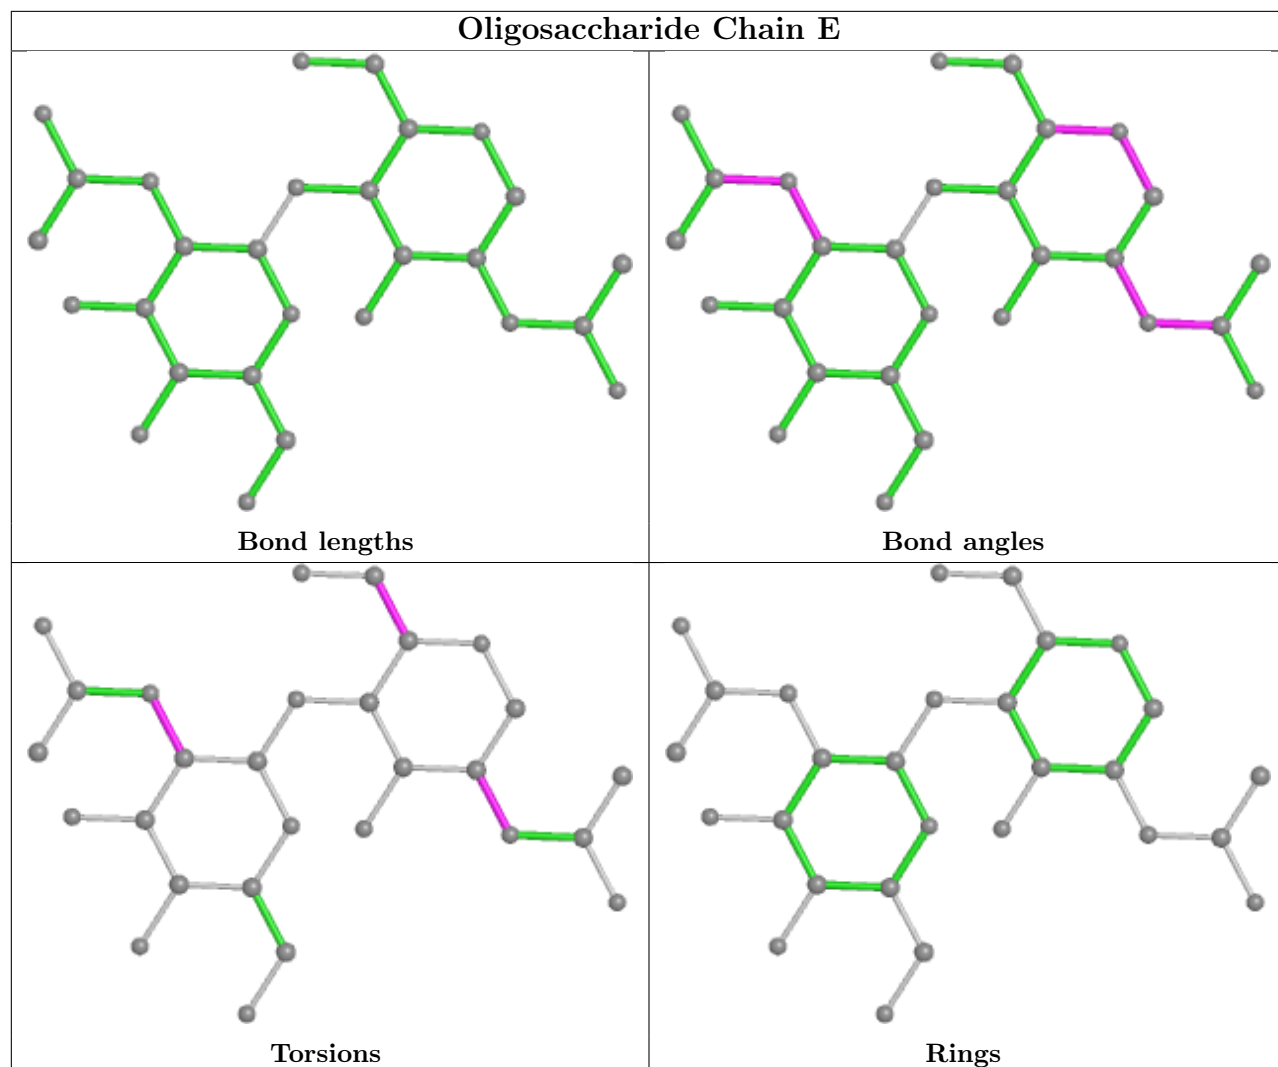 Oligosaccharide Chain E
Bond lengths
Bond angles
Torsions
Rings